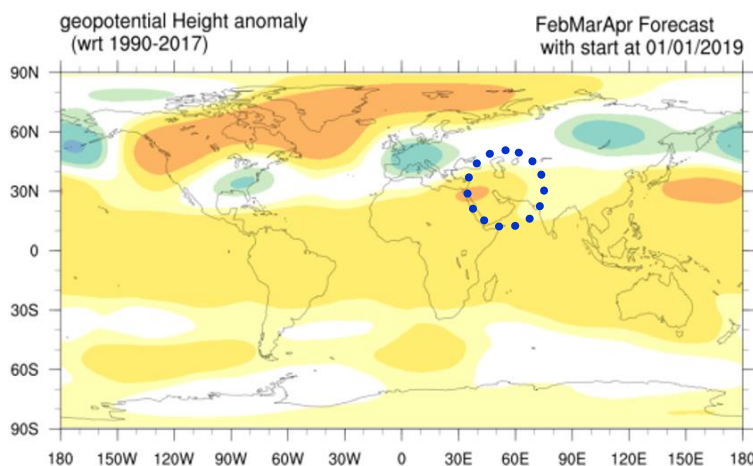 geopotential Height anomaly
(wrt 1990-2017)
FebMarApr Forecast
with start at 01/01/2019
90N
60N
30N
0
30S
60S
90S
180 150W 120W 90W 60W 30W 0 30E 60E 90E 120E 150E 180